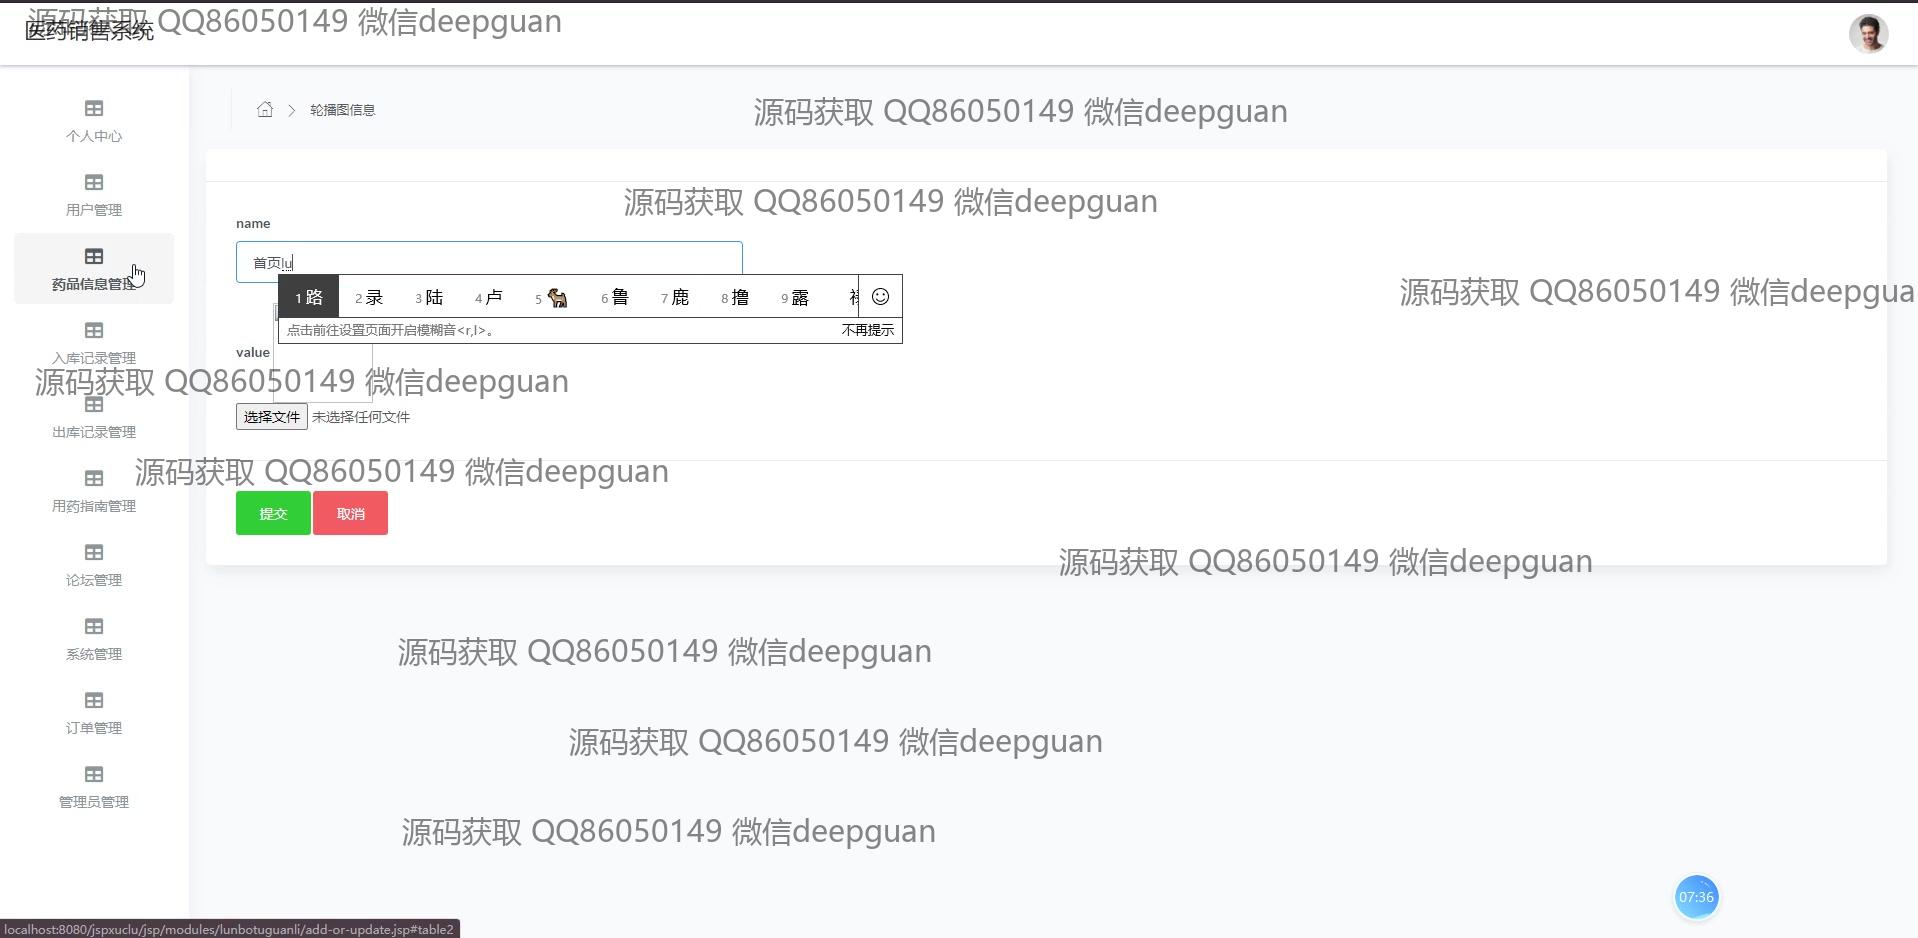 医药销售系统
源码获取 QQ86050149 微信deepguan
轮播图信息
源码获取 QQ86050149 微信deepguan
个人中心
源码获取 QQ86050149 微信deepguan
用户管理
name
首页lu
药品信息管理
1 路 2 录 3 陆 4 卢 5 6 鲁 7 鹿 8 撸 9 露
源码获取 QQ86050149 微信deepgua
点击前往设置页面开启模糊音<r,l>。 不再提示
value
入库记录管理
源码获取 QQ86050149 微信deepguan
选择文件 未选择任何文件
出库记录管理
源码获取 QQ86050149 微信deepguan
用药指南管理
提交 取消
源码获取 QQ86050149 微信deepguan
论坛管理
系统管理
源码获取 QQ86050149 微信deepguan
订单管理
源码获取 QQ86050149 微信deepguan
管理员管理
源码获取 QQ86050149 微信deepguan
07:36
localhost:8080/jspxuclu/jsp/modules/lunbotuguanli/add-or-update.jsp#table2